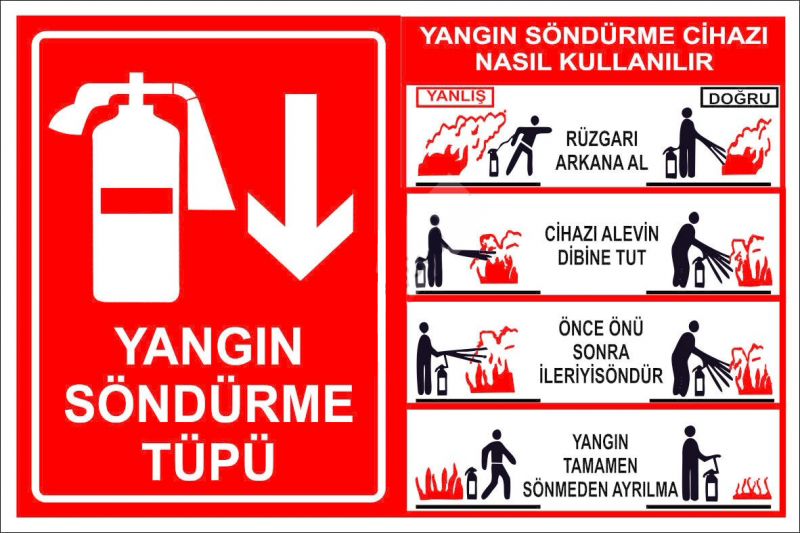 YANGIN
SÖNDÜRME
TÜPÜ
YANGIN SÖNDÜRME CİHAZI
NASIL KULLANILIR
YANLIŞ
DOĞRU
RÜZGARI
ARKANA AL
CİHAZI ALEVİN
DİBİNE TUT
ÖNCE ÖNÜ
SONRA
İLERİYİSÖNDÜR
YANGIN
TAMAMEN
SÖNMEDEN AYRILMA